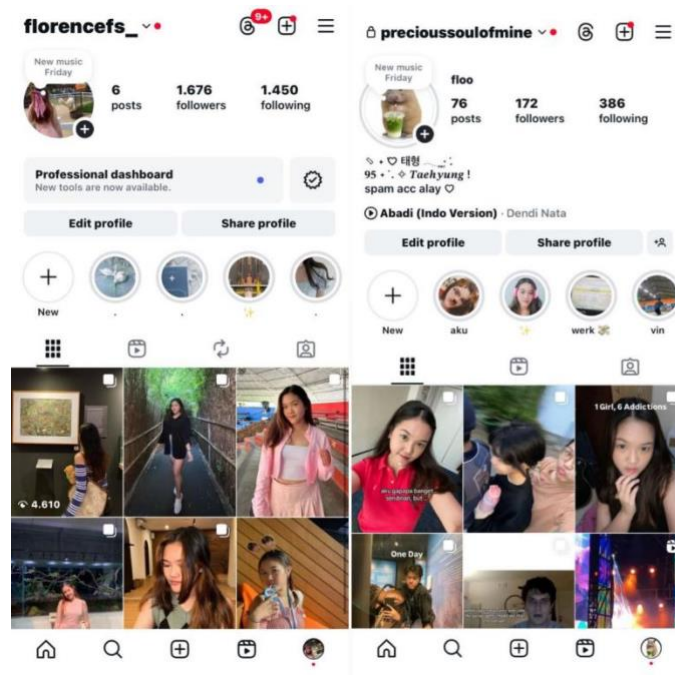 florencefs_
9+
New music
Friday
6
posts
1.676
followers
1.450
following
Professional dashboard
New tools are now available.
Edit profile
Share profile
New
.
.
✨
.
4.610
precioussoulofmine
New music
Friday
floo
76
posts
172
followers
386
following
태형
95 Taehyung !
spam acc alay ♡
Abadi (Indo Version) · Dendi Nata
Edit profile
Share profile
New
aku
✨
werk 💸
vin
1 Girl, 6 Addictions
One Day